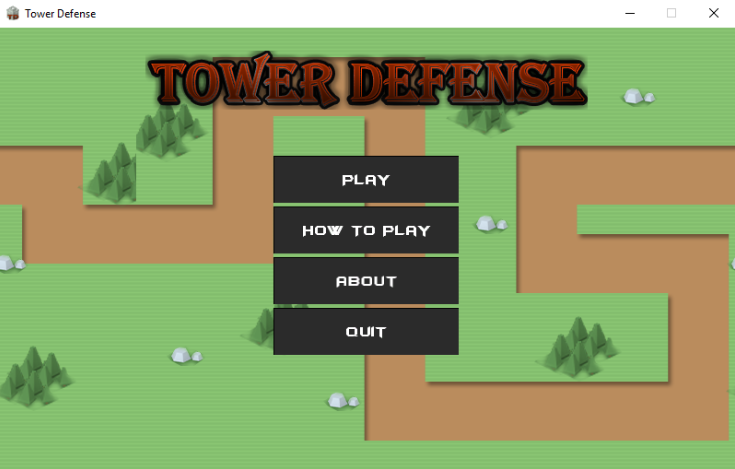 Tower Defense
TOWER DEFENSE
PLAY
HOW TO PLAY
ABOUT
QUIT